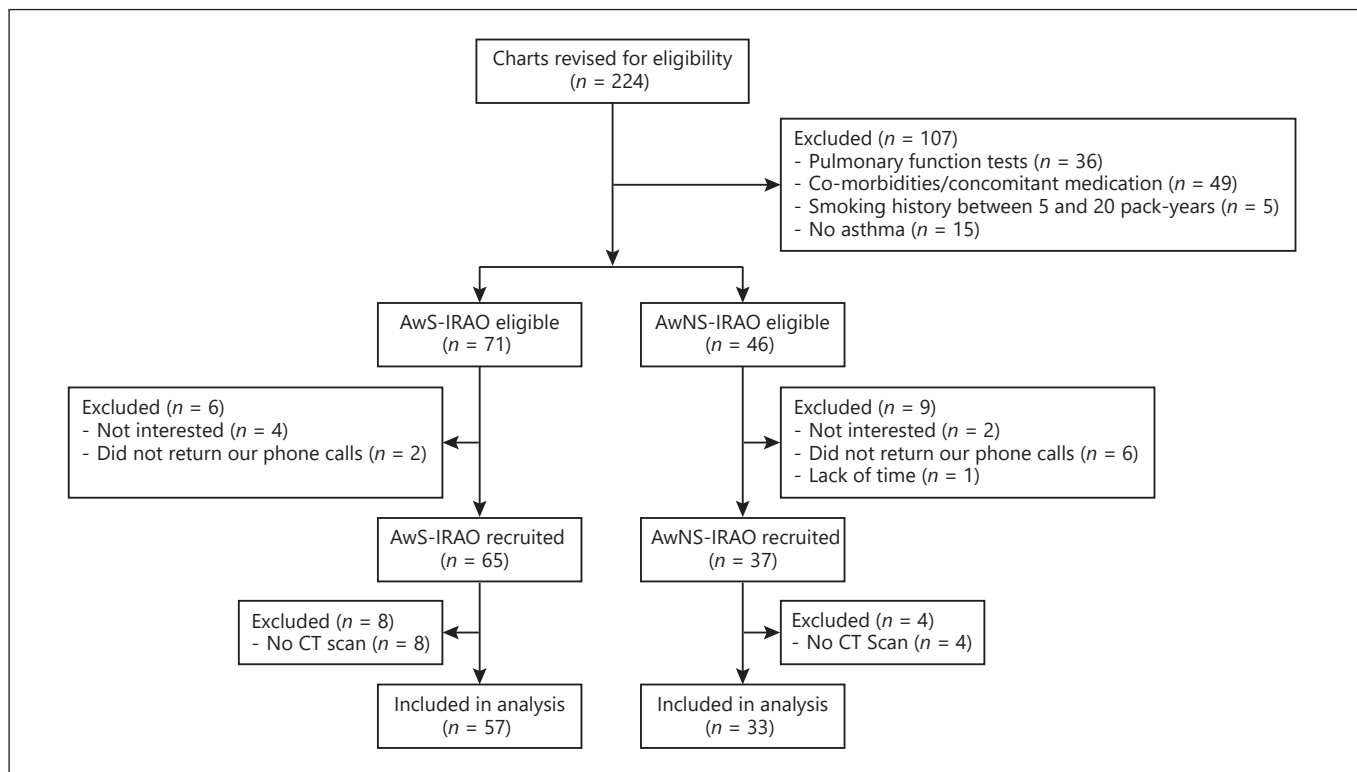 Charts revised for eligibility
(n = 224)
Excluded (n = 107)
- Pulmonary function tests (n = 36)
- Co-morbidities/concomitant medication (n = 49)
- Smoking history between 5 and 20 pack-years (n = 5)
- No asthma (n = 15)
AwS-IRAO eligible
(n = 71)
AwNS-IRAO eligible
(n = 46)
Excluded (n = 6)
- Not interested (n = 4)
- Did not return our phone calls (n = 2)
Excluded (n = 9)
- Not interested (n = 2)
- Did not return our phone calls (n = 6)
- Lack of time (n = 1)
AwS-IRAO recruited
(n = 65)
AwNS-IRAO recruited
(n = 37)
Excluded (n = 8)
- No CT scan (n = 8)
Excluded (n = 4)
- No CT Scan (n = 4)
Included in analysis
(n = 57)
Included in analysis
(n = 33)